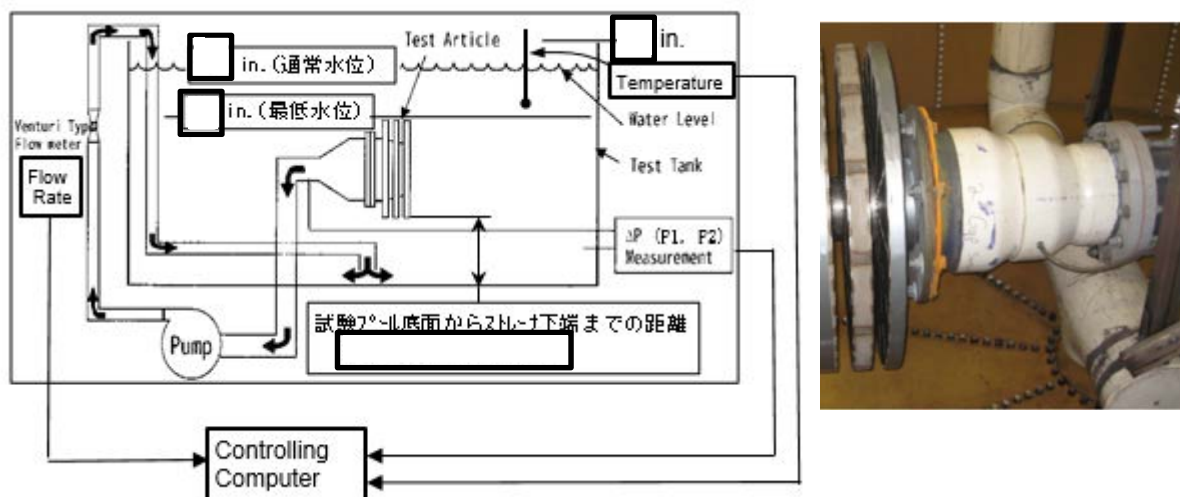 Test Article
in.
in. (通常水位)
Temperature
in. (最低水位)
Water Level
Venturi Type
Flow meter
Test Tank
Flow
Rate
ΔP (P1, P2)
Measurement
試験プール底面からストレーナ下端までの距離
Pump
Controlling
Computer